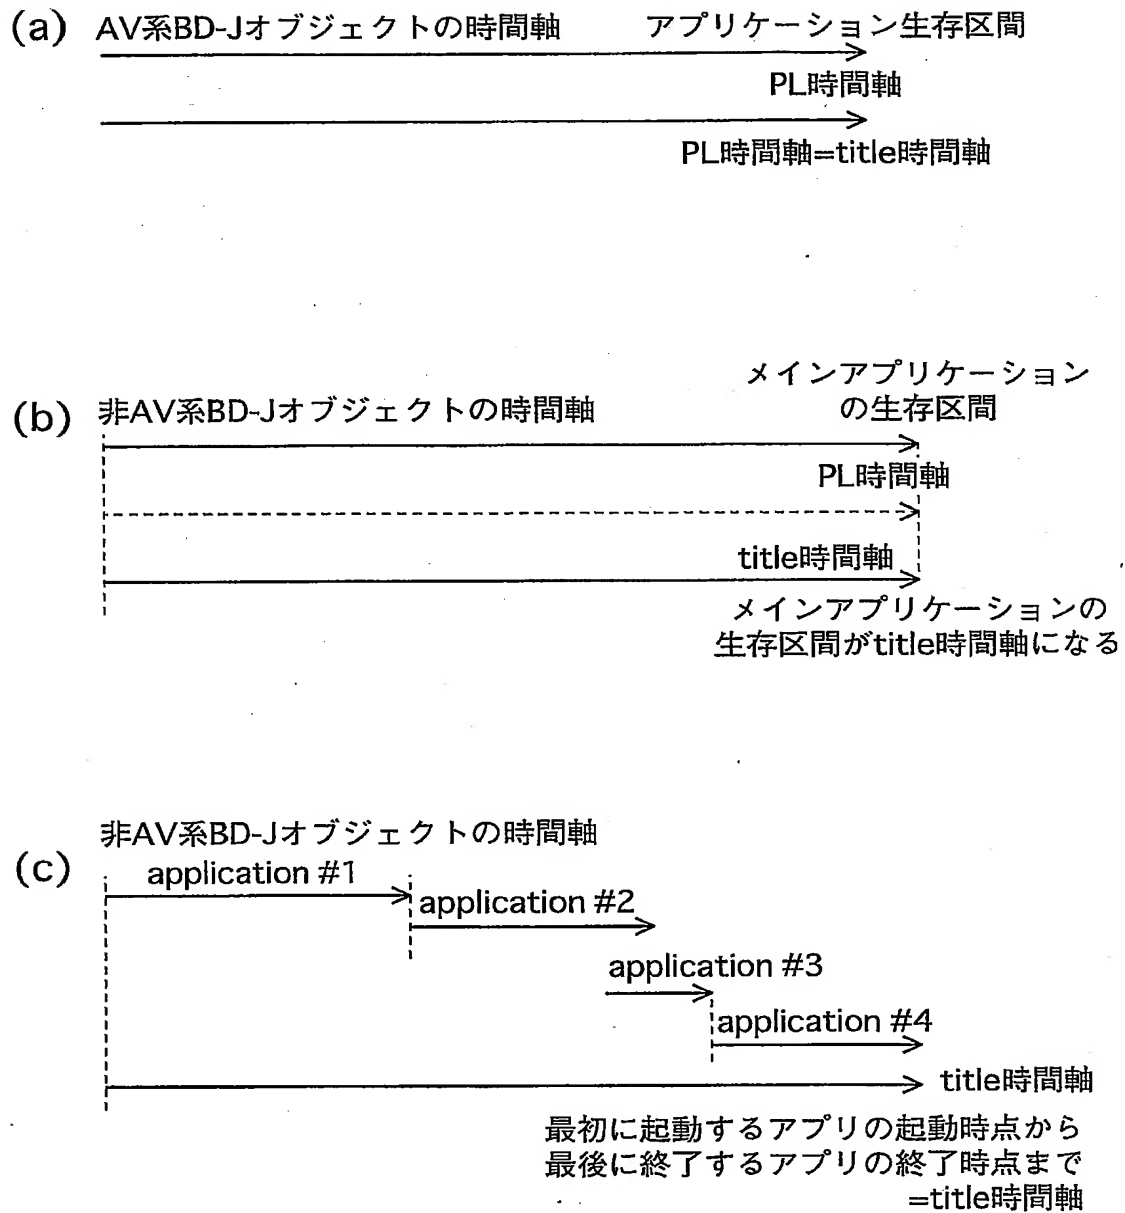 (a) AV系BD-Jオブジェクトの時間軸 アプリケーション生存区間
PL時間軸
PL時間軸=title時間軸
メインアプリケーション
の生存区間
(b) 非AV系BD-Jオブジェクトの時間軸
PL時間軸
title時間軸
メインアプリケーションの
生存区間がtitle時間軸になる
非AV系BD-Jオブジェクトの時間軸
(c)
application #1
application #2
application #3
application #4
title時間軸
最初に起動するアプリの起動時点から
最後に終了するアプリの終了時点まで
=title時間軸